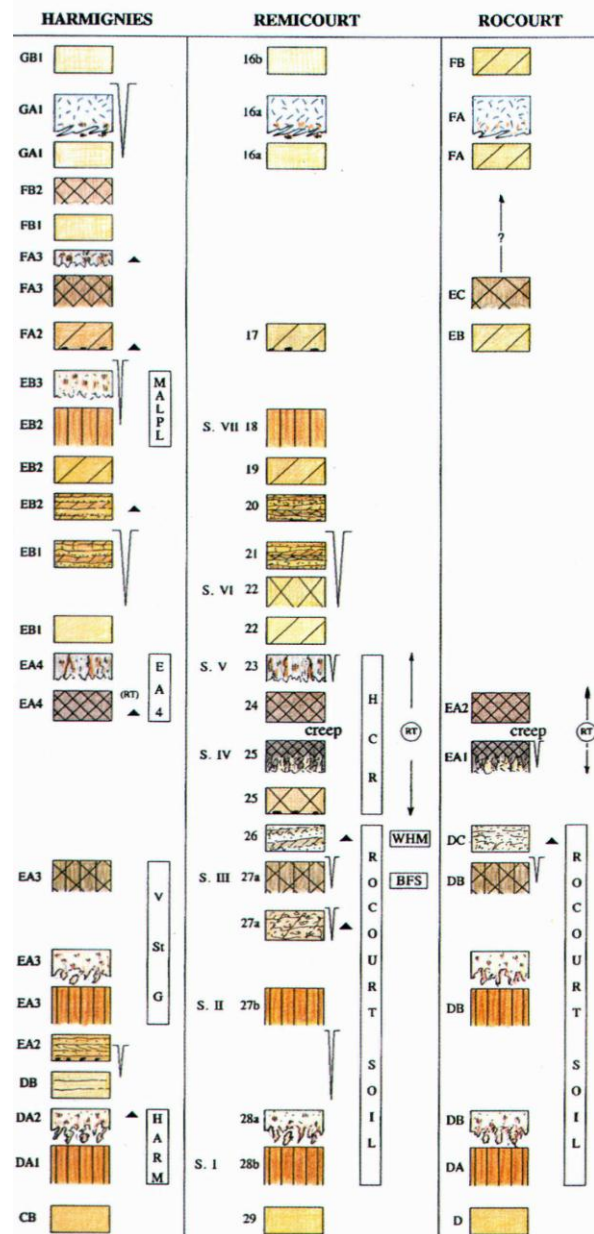 HARMIGNIES REMICOURT ROCOURT
GB1 16b FB
GA1 16a FA
GA1 16a FA
FB2
FB1 ?
FA3
FA3 EC
FA2 17 EB
EB3
EB2 MALPL S. VII 18
EB2 19
EB2 20
EB1 21
S. VI 22
EB1 22
EA4 S. V 23
EA4 (RT) EA4 24 EA2
creep RT creep RT
S. IV 25 HCR EA1
25
26 WHM DC
EA3 S. III 27a BFS DB
27a
EA3 V St G
EA3 S. II 27b DB
EA2
DB
DA2 28a DB
DA1 HARM S. I 28b ROCOURT SOIL DA ROCOURT SOIL
CB 29 D